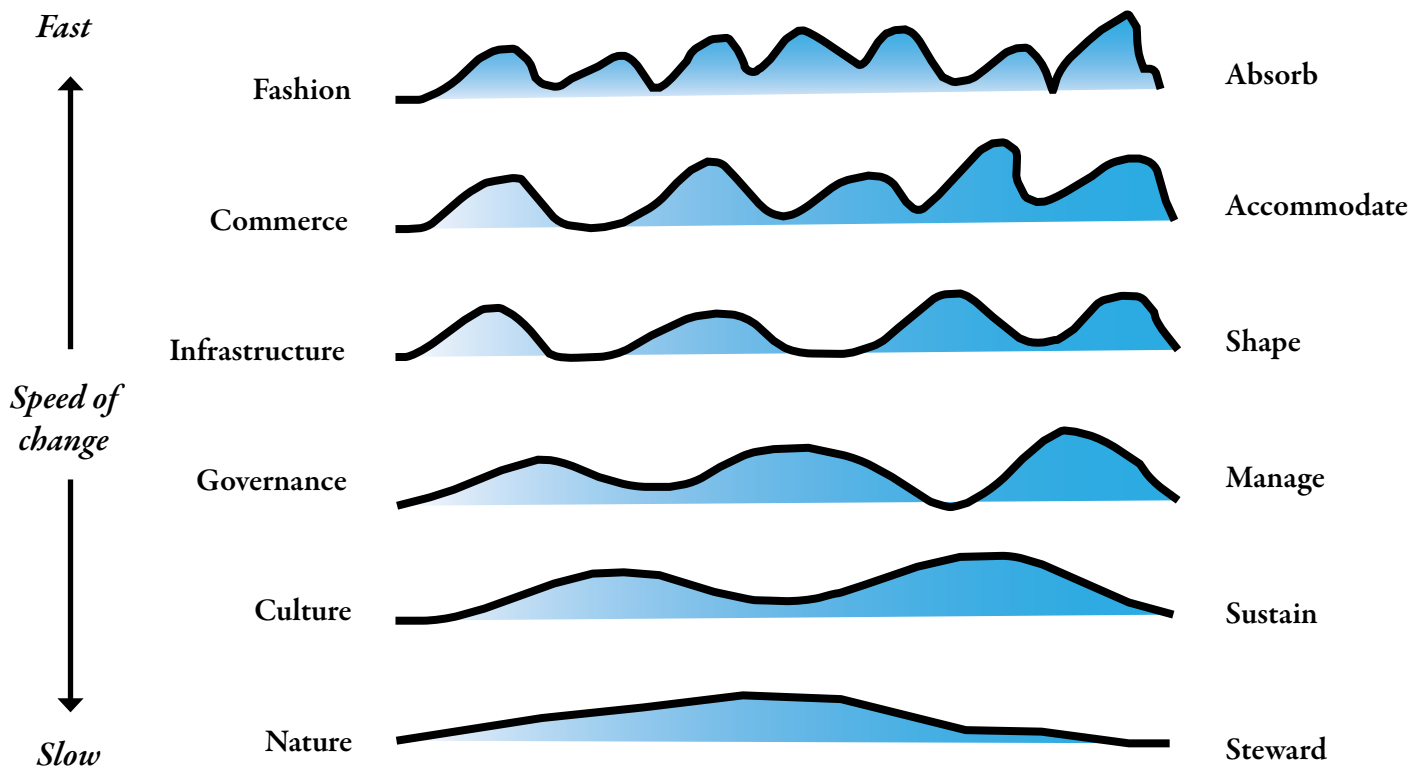 Fast
Fashion
Absorb
Commerce
Accommodate
Infrastructure
Shape
Speed of
change
Governance
Manage
Culture
Sustain
Nature
Steward
Slow